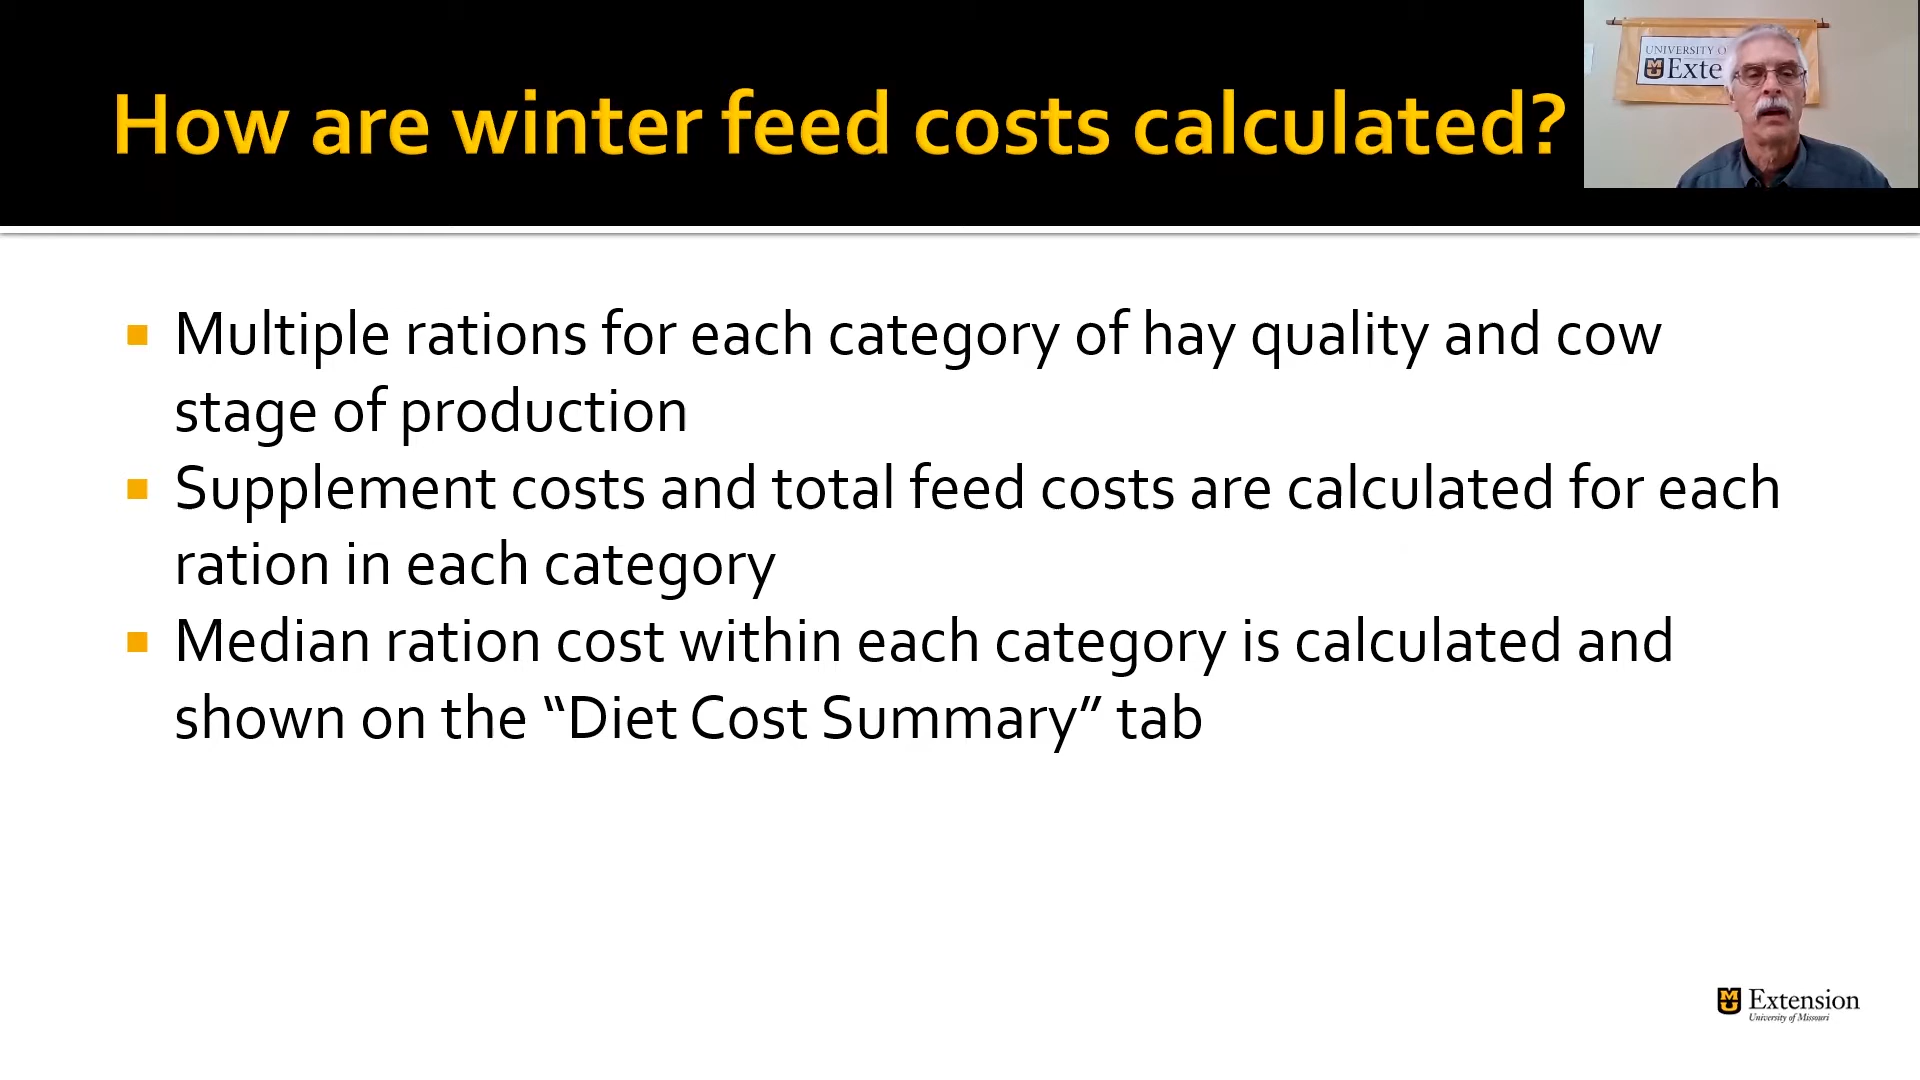 How are winter feed costs calculated?
UNIVERSITY O
Exte
Multiple rations for each category of hay quality and cow
stage of production
Supplement costs and total feed costs are calculated for each
ration in each category
Median ration cost within each category is calculated and
shown on the “Diet Cost Summary” tab
Extension
University of Missouri